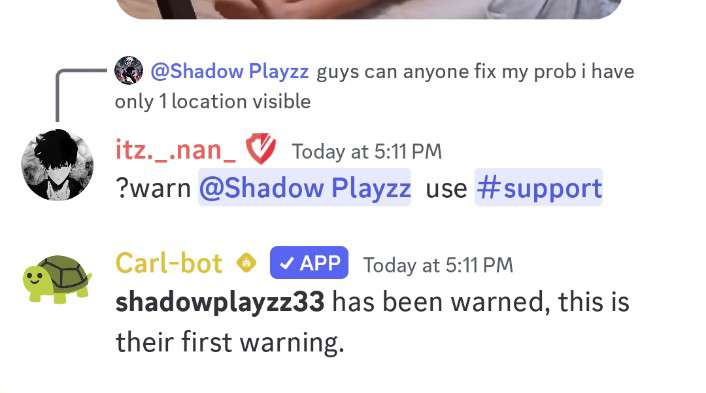 @Shadow Playzz guys can anyone fix my prob i have
only 1 location visible
itz._.nan_ Today at 5:11 PM
?warn @Shadow Playzz use #support
Carl-bot ✓ APP Today at 5:11 PM
shadowplayzz33 has been warned, this is
their first warning.